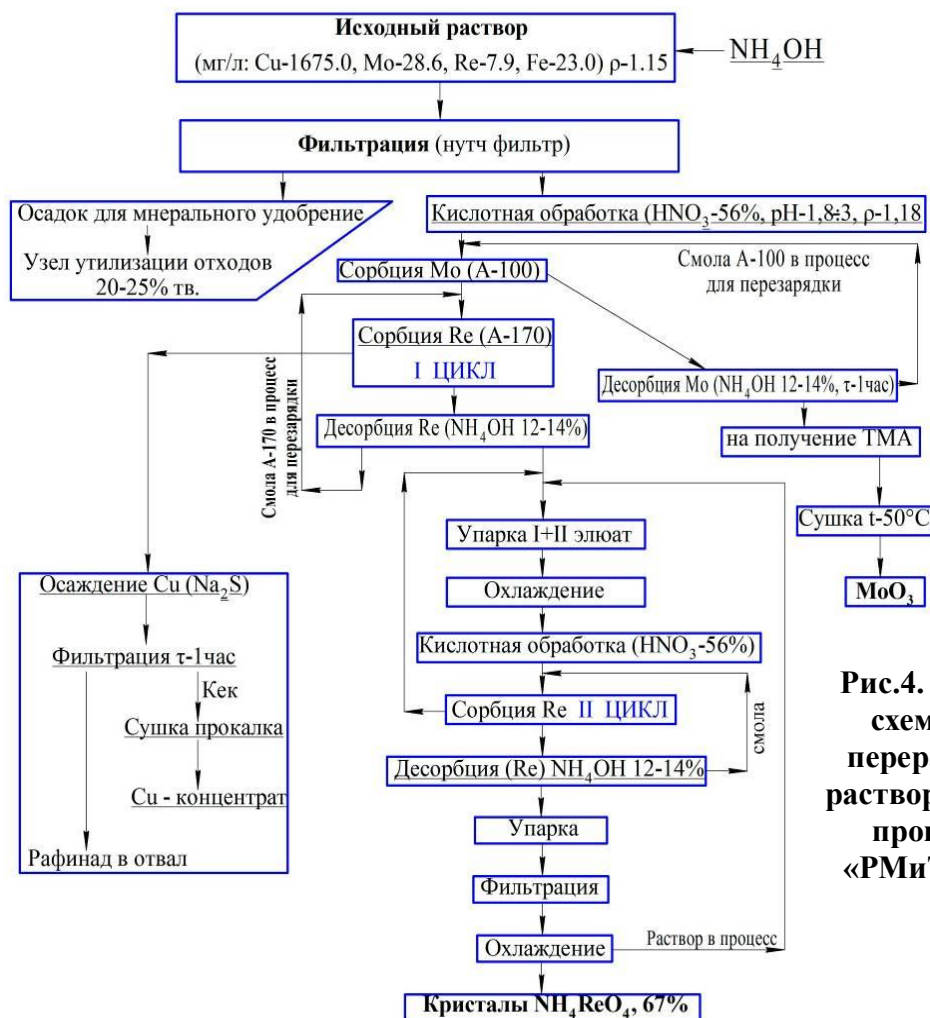 Исходный раствор
(мг/л: Cu-1675.0, Mo-28.6, Re-7.9, Fe-23.0) ρ-1.15
NH₄OH
Фильтрация (нутч фильтр)
Осадок для мнерального удобрение
Узел утилизации отходов
20-25% тв.
Кислотная обработка (HNO₃-56%, pH-1,8÷3, ρ-1,18
Сорбция Mo (А-100)
Смола А-100 в процесс
для перезарядки
Сорбция Re (А-170)
I ЦИКЛ
Десорбция Mo (NH₄OH 12-14%, τ-1час)
Десорбция Re (NH₄OH 12-14%)
Смола А-170 в процесс
для перезарядки
на получение ТМА
Сушка t-50°C
MoO₃
Упарка I+II элюат
Охлаждение
Кислотная обработка (HNO₃-56%)
Сорбция Re II ЦИКЛ
смола
Десорбция (Re) NH₄OH 12-14%
Упарка
Фильтрация
Охлаждение
Раствор в процесс
Кристалы NH₄ReO₄, 67%
Осаждение Cu (Na₂S)
Фильтрация τ-1час
Кек
Сушка прокалка
Cu - концентрат
Рафинад в отвал
Рис.4.
схем
перер
раствор
про
«РМиТ